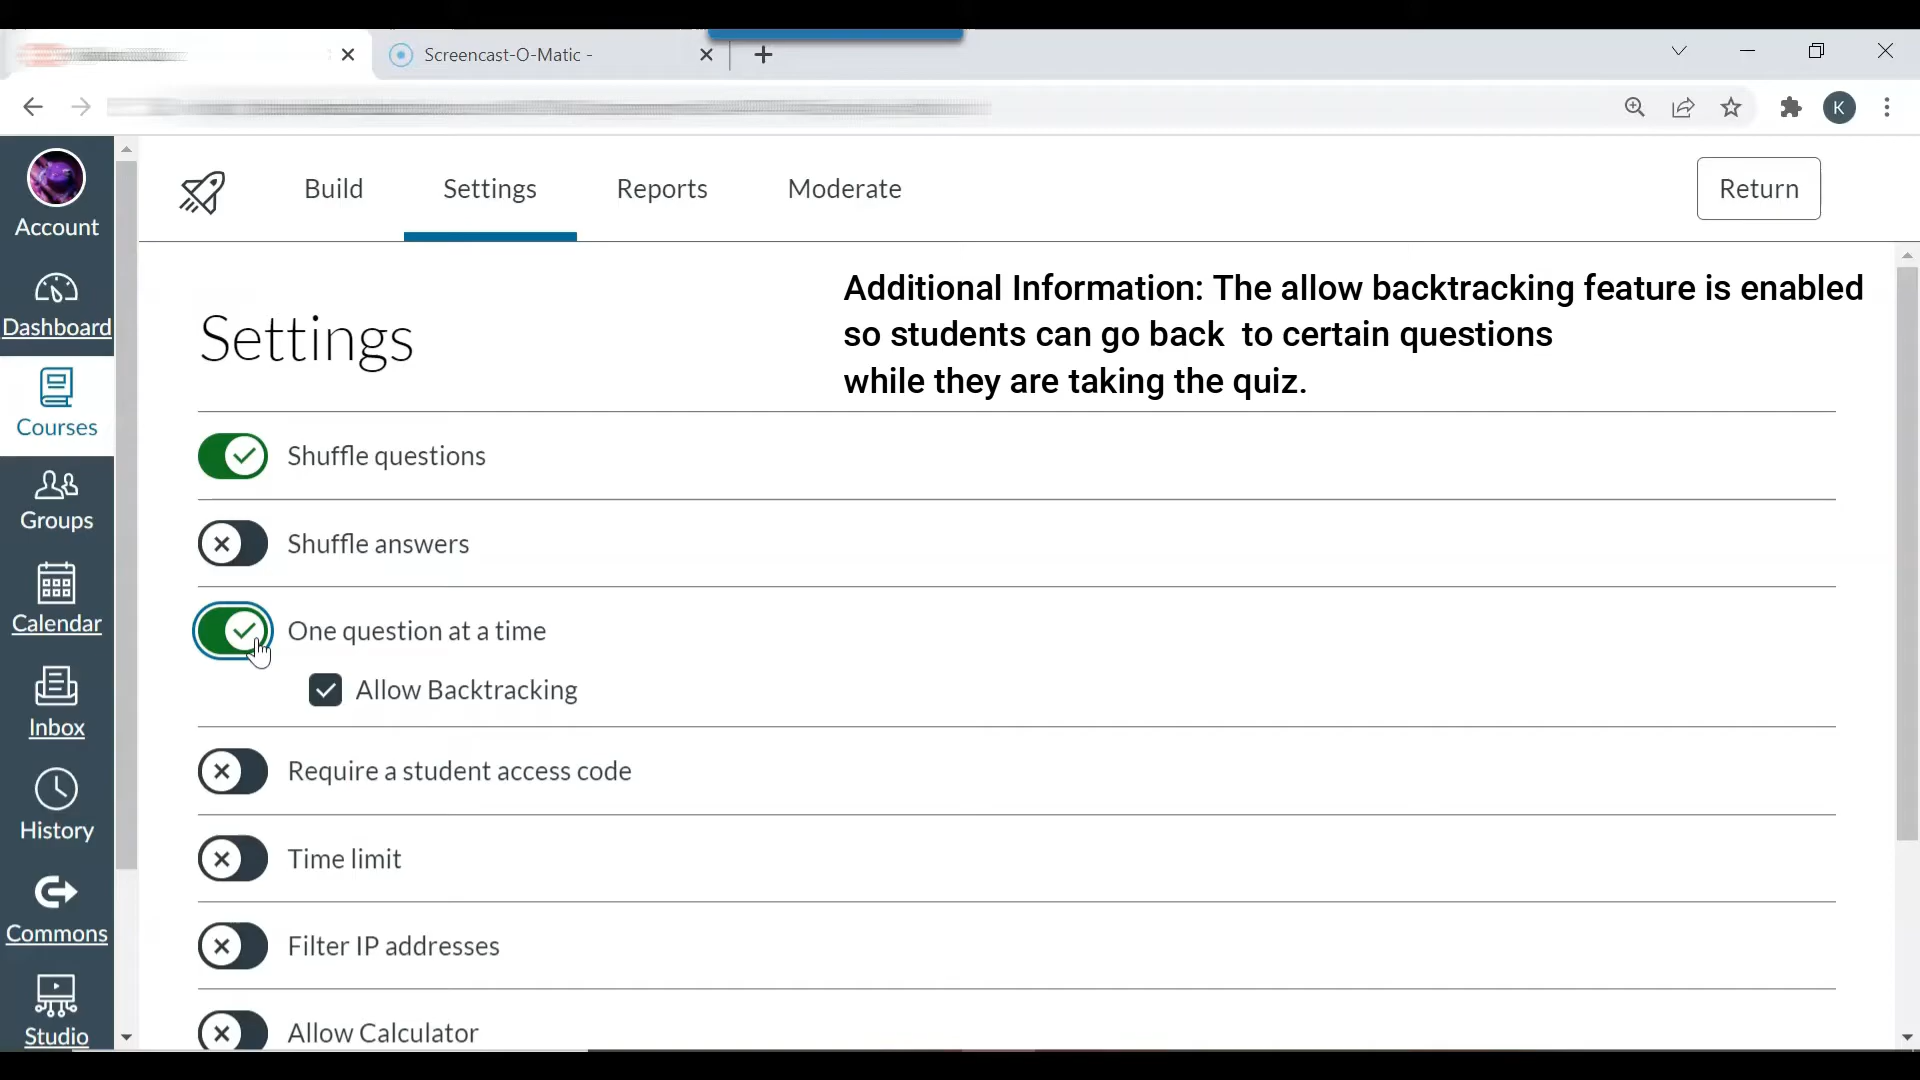 Screencast-O-Matic -
K
Account
Dashboard
Courses
Groups
Calendar
Inbox
History
Commons
Studio
Build
Settings
Reports
Moderate
Return
Settings
Additional Information: The allow backtracking feature is enabled
so students can go back to certain questions
while they are taking the quiz.
Shuffle questions
Shuffle answers
One question at a time
Allow Backtracking
Require a student access code
Time limit
Filter IP addresses
Allow Calculator